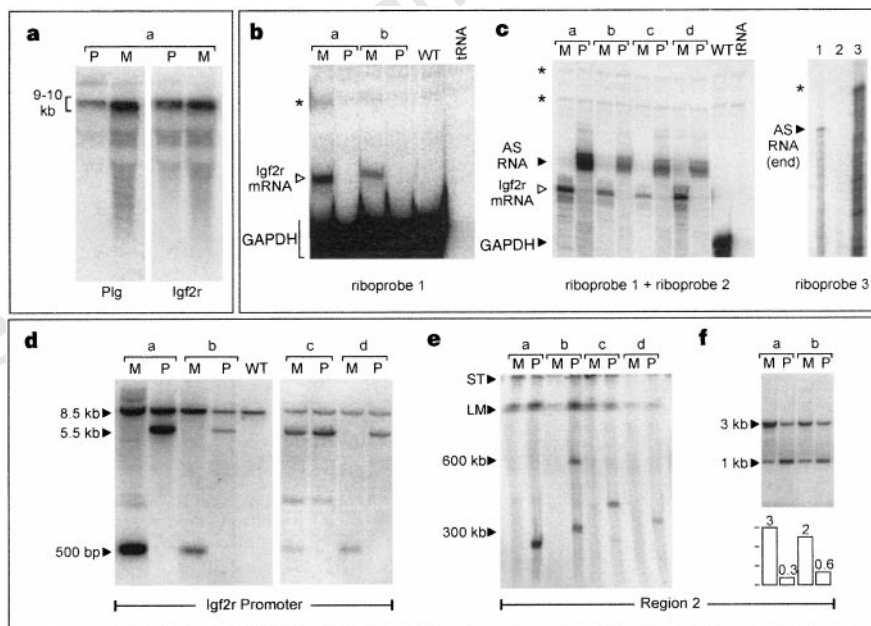 a
a
P M P M
9-10
kb
Plg Igf2r
b
a b
M P M P WT tRNA
*
Igf2r
mRNA
GAPDH
riboprobe 1
c
a b c d
M P M P M P M P WT tRNA
*
*
AS
RNA
Igf2r
mRNA
GAPDH
riboprobe 1 + riboprobe 2
1 2 3
*
AS
RNA
(end)
riboprobe 3
d
a b c d
M P M P WT M P M P
8.5 kb
5.5 kb
500 bp
Igf2r Promoter
e
a b c d
M P M P M P M P
ST
LM
600 kb
300 kb
f
a b
M P M P
3 kb
1 kb
3 0.3 2 0.6
Region 2